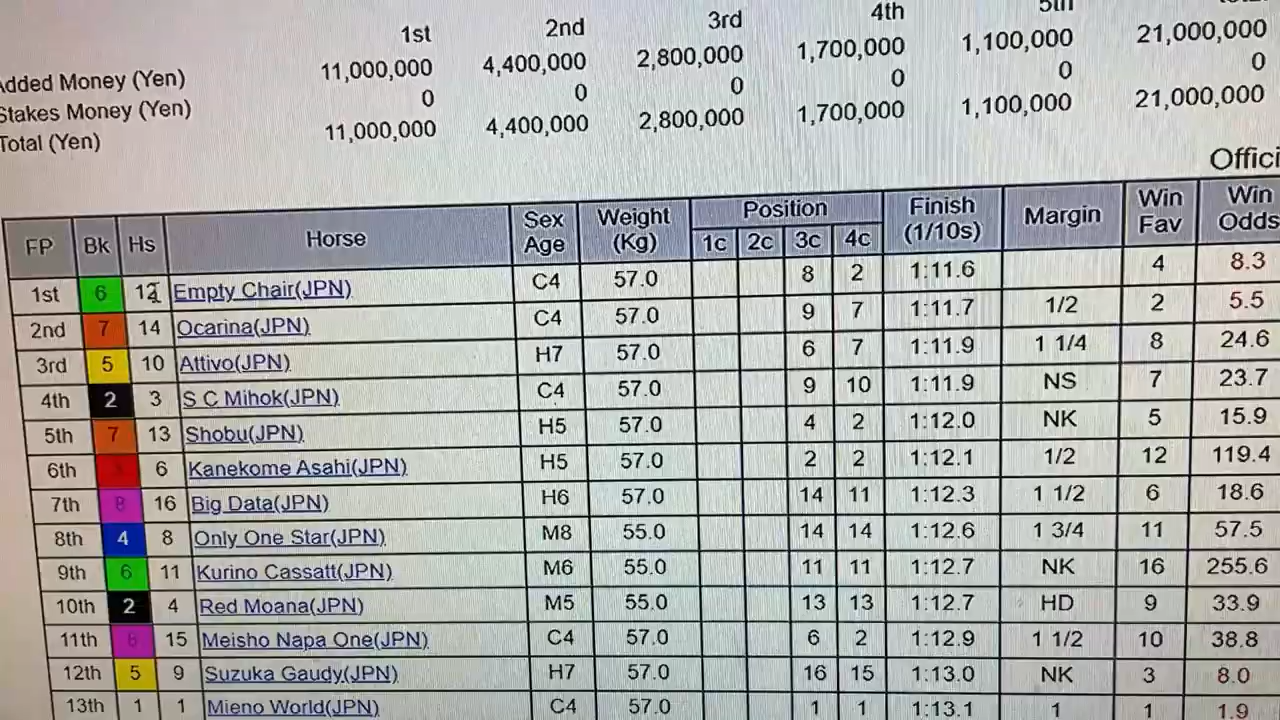 1st 2nd 3rd 4th 5th
Added Money (Yen) 11,000,000 4,400,000 2,800,000 1,700,000 1,100,000 21,000,000
Stakes Money (Yen) 0 0 0 0 0 0
Total (Yen) 11,000,000 4,400,000 2,800,000 1,700,000 1,100,000 21,000,000
Offici
FP Bk Hs Horse Sex Age Weight (Kg) Position 1c 2c 3c 4c Finish (1/10s) Margin Win Fav Win Odds
1st 6 12 Empty Chair(JPN) C4 57.0 8 2 1:11.6 4 8.3
2nd 7 14 Ocarina(JPN) C4 57.0 9 7 1:11.7 1/2 2 5.5
3rd 5 10 Attivo(JPN) H7 57.0 6 7 1:11.9 1 1/4 8 24.6
4th 2 3 S C Mihok(JPN) C4 57.0 9 10 1:11.9 NS 7 23.7
5th 7 13 Shobu(JPN) H5 57.0 4 2 1:12.0 NK 5 15.9
6th 6 Kanekome Asahi(JPN) H5 57.0 2 2 1:12.1 1/2 12 119.4
7th 8 16 Big Data(JPN) H6 57.0 14 11 1:12.3 1 1/2 6 18.6
8th 4 8 Only One Star(JPN) M8 55.0 14 14 1:12.6 1 3/4 11 57.5
9th 6 11 Kurino Cassatt(JPN) M6 55.0 11 11 1:12.7 NK 16 255.6
10th 2 4 Red Moana(JPN) M5 55.0 13 13 1:12.7 HD 9 33.9
11th 8 15 Meisho Napa One(JPN) C4 57.0 6 2 1:12.9 1 1/2 10 38.8
12th 5 9 Suzuka Gaudy(JPN) H7 57.0 16 15 1:13.0 NK 3 8.0
13th 1 1 Mieno World(JPN) C4 57.0 1 1 1:13.1 1 1 1.9